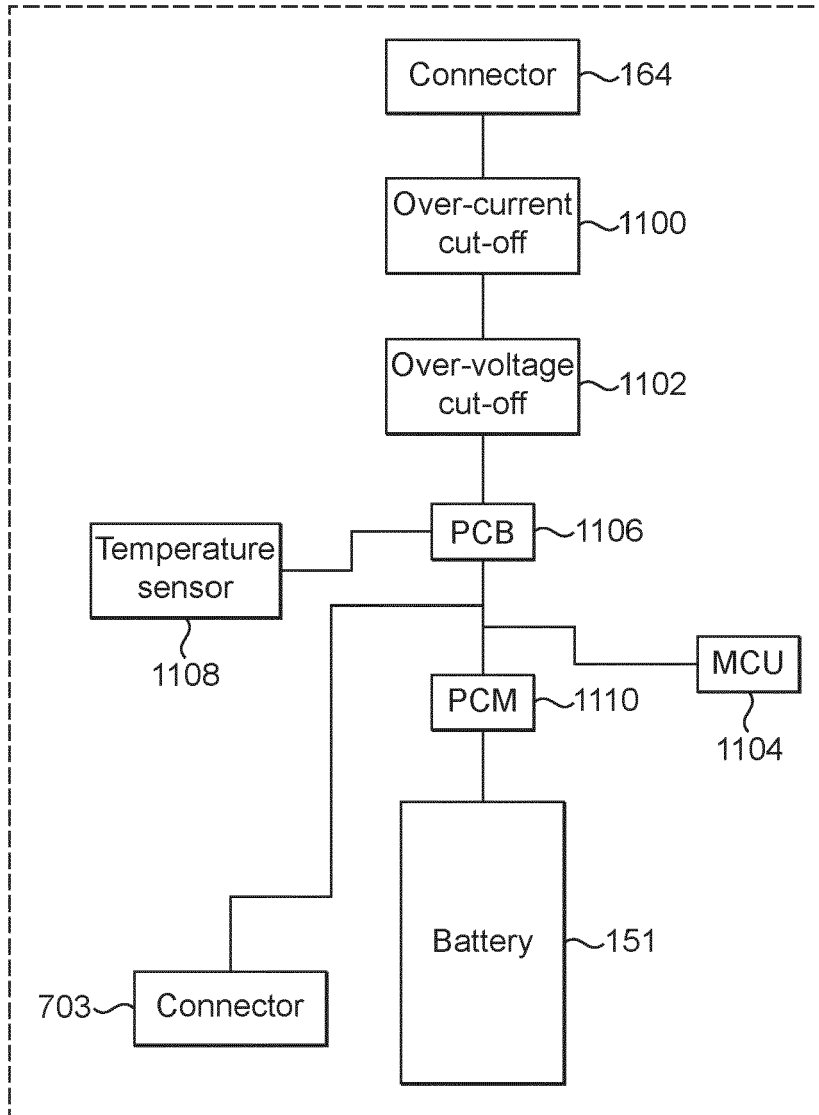 Connector
164
Over-current
cut-off
1100
Over-voltage
cut-off
1102
PCB
1106
Temperature
sensor
1108
MCU
1104
PCM
1110
Battery
151
703
Connector